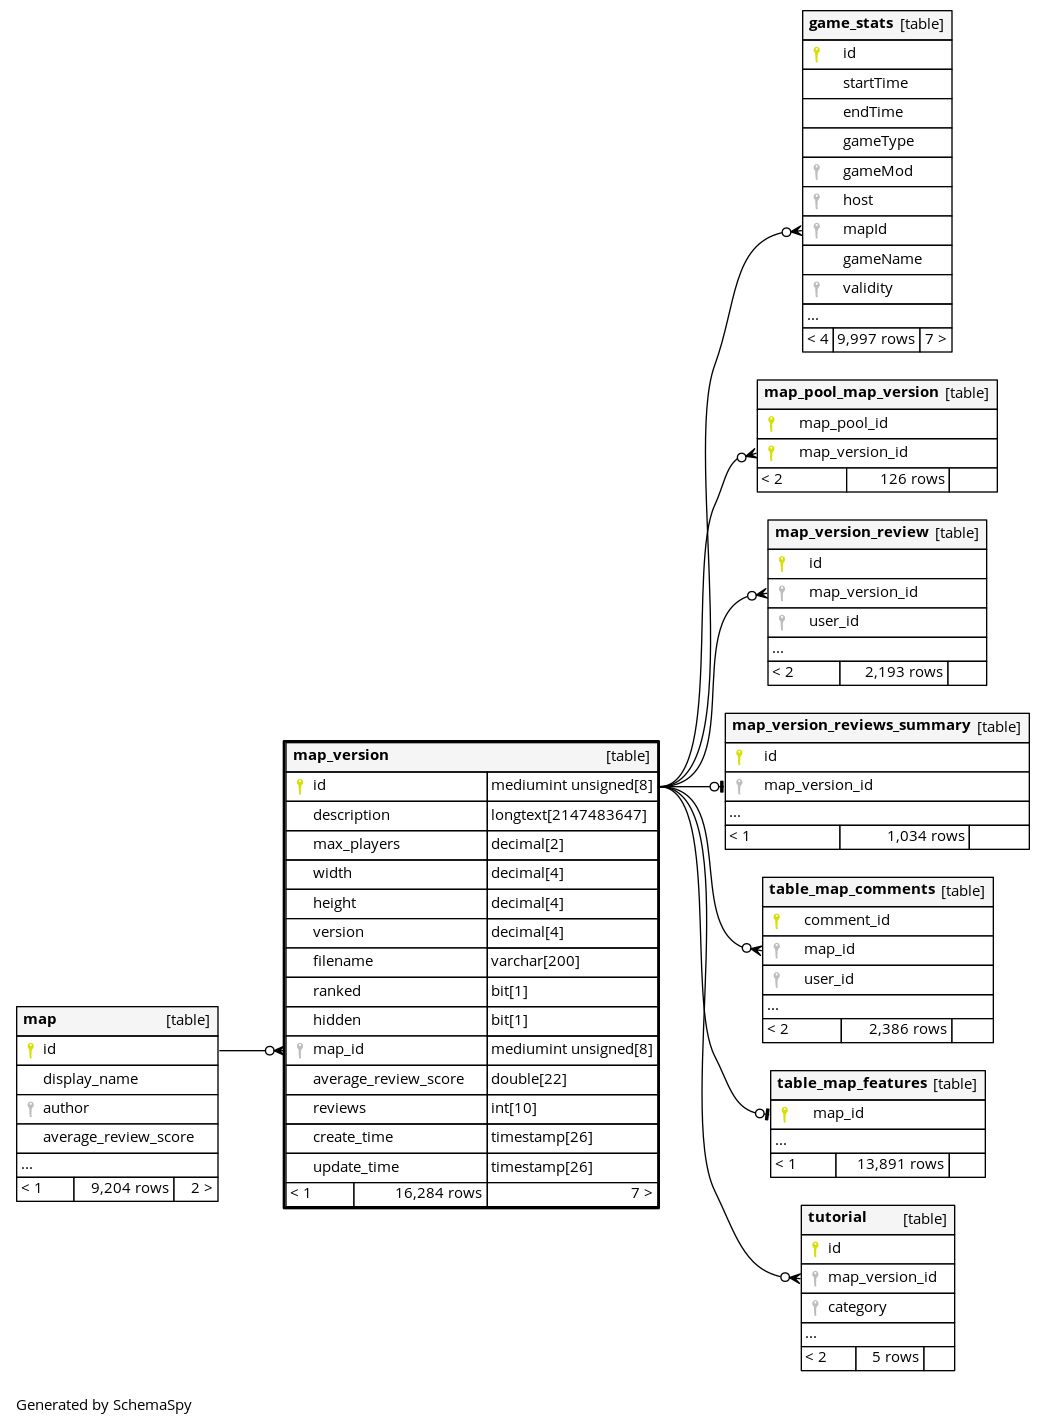 game_stats [table]
id
startTime
endTime
gameType
gameMod
host
mapId
gameName
validity
...
< 4 9,997 rows 7 >
map_pool_map_version [table]
map_pool_id
map_version_id
< 2 126 rows
map_version_review [table]
id
map_version_id
user_id
...
< 2 2,193 rows
map_version_reviews_summary [table]
id
map_version_id
...
< 1 1,034 rows
map_version [table]
id mediumint unsigned[8]
description longtext[2147483647]
max_players decimal[2]
width decimal[4]
height decimal[4]
version decimal[4]
filename varchar[200]
ranked bit[1]
hidden bit[1]
map_id mediumint unsigned[8]
average_review_score double[22]
reviews int[10]
create_time timestamp[26]
update_time timestamp[26]
< 1 16,284 rows 7 >
table_map_comments [table]
comment_id
map_id
user_id
...
< 2 2,386 rows
map [table]
id
display_name
author
average_review_score
...
< 1 9,204 rows 2 >
table_map_features [table]
map_id
...
< 1 13,891 rows
tutorial [table]
id
map_version_id
category
...
< 2 5 rows
Generated by SchemaSpy